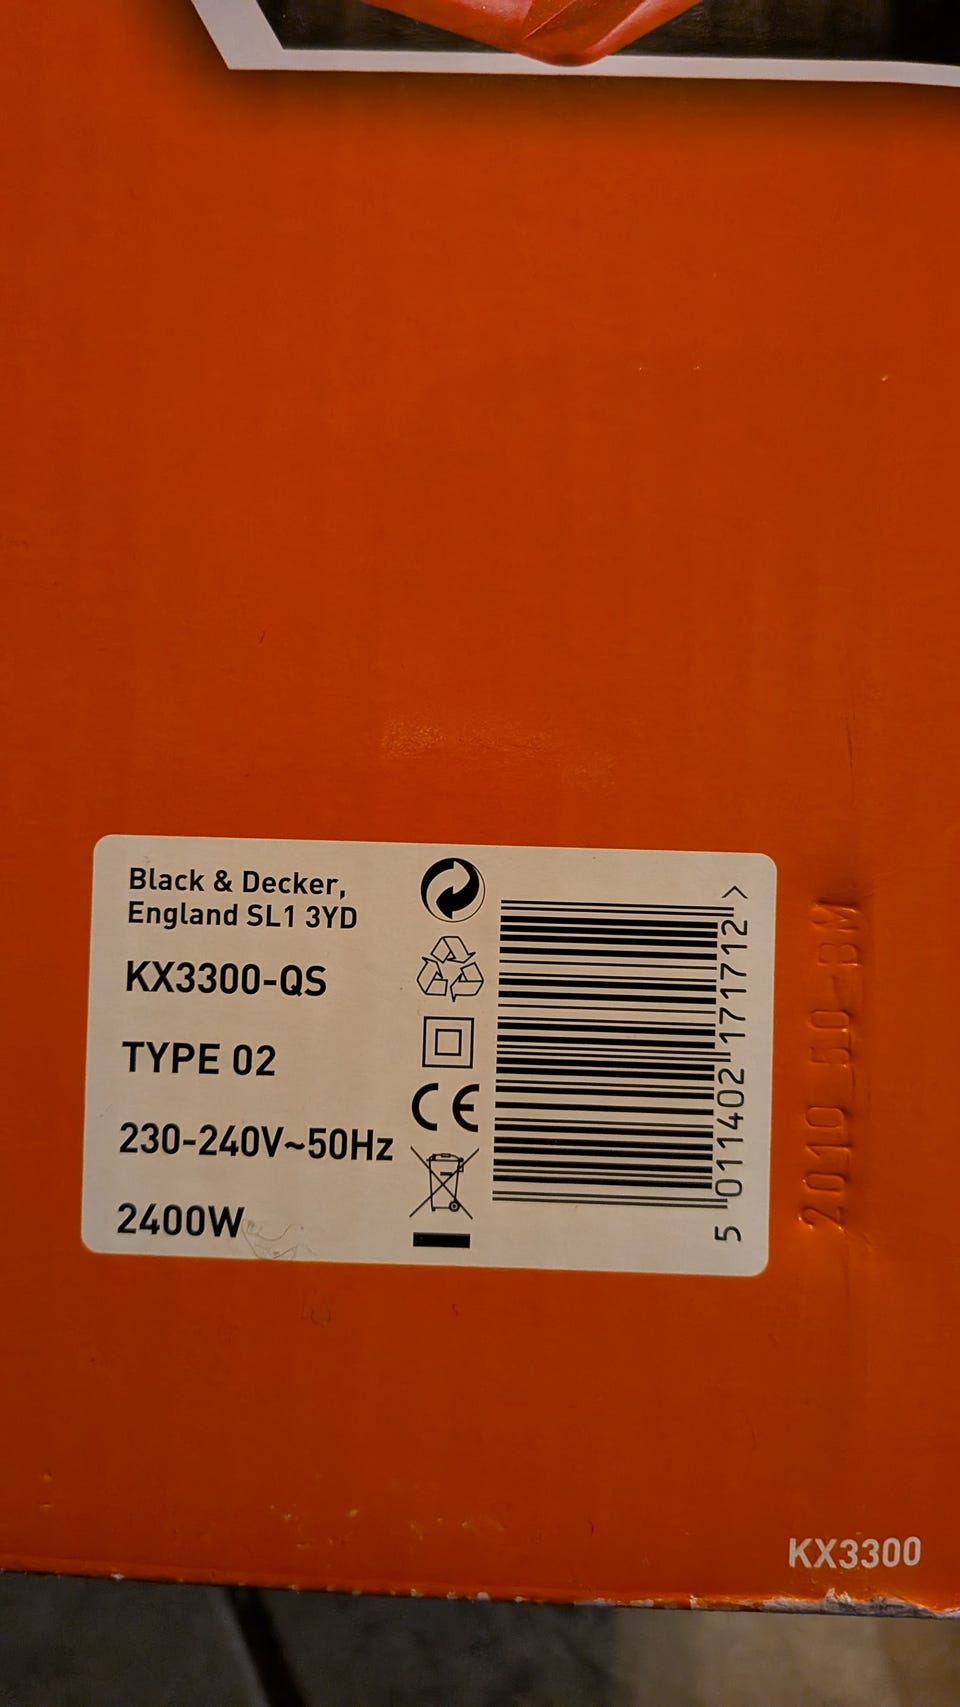 Black & Decker,
England SL1 3YD
KX3300-QS
TYPE 02
230-240V~50Hz
2400W
CE
5 011402 171712 >
2010 50-BM
KX3300